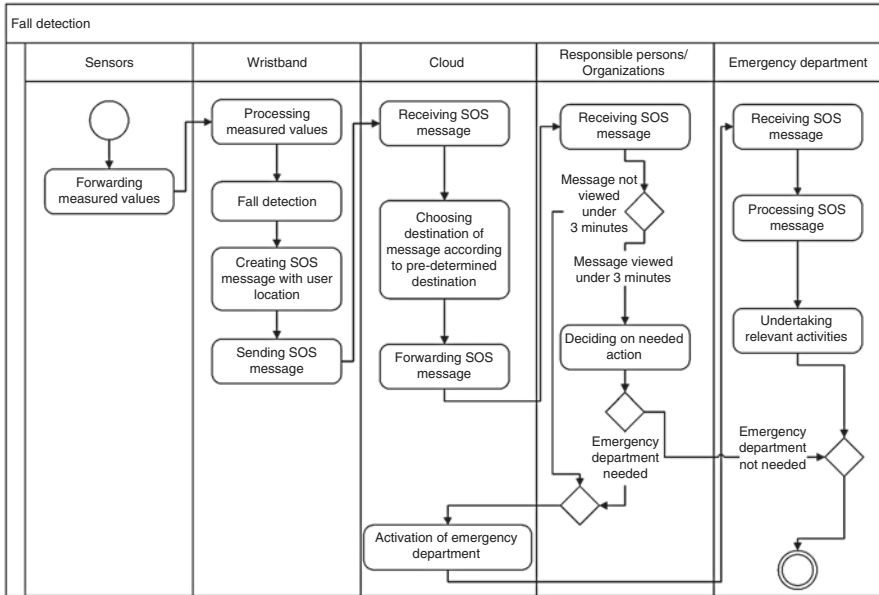 Fall detection
Sensors
Wristband
Cloud
Responsible persons/
Organizations
Emergency department
Forwarding
measured values
Processing
measured values
Fall detection
Creating SOS
message with user
location
Sending SOS
message
Receiving SOS
message
Choosing
destination of
message according
to pre-determined
destination
Forwarding SOS
message
Activation of emergency
department
Receiving SOS
message
Message not
viewed
under
3 minutes
Message viewed
under 3 minutes
Deciding on needed
action
Emergency
department
needed
Receiving SOS
message
Processing SOS
message
Undertaking
relevant activities
Emergency
department
not needed